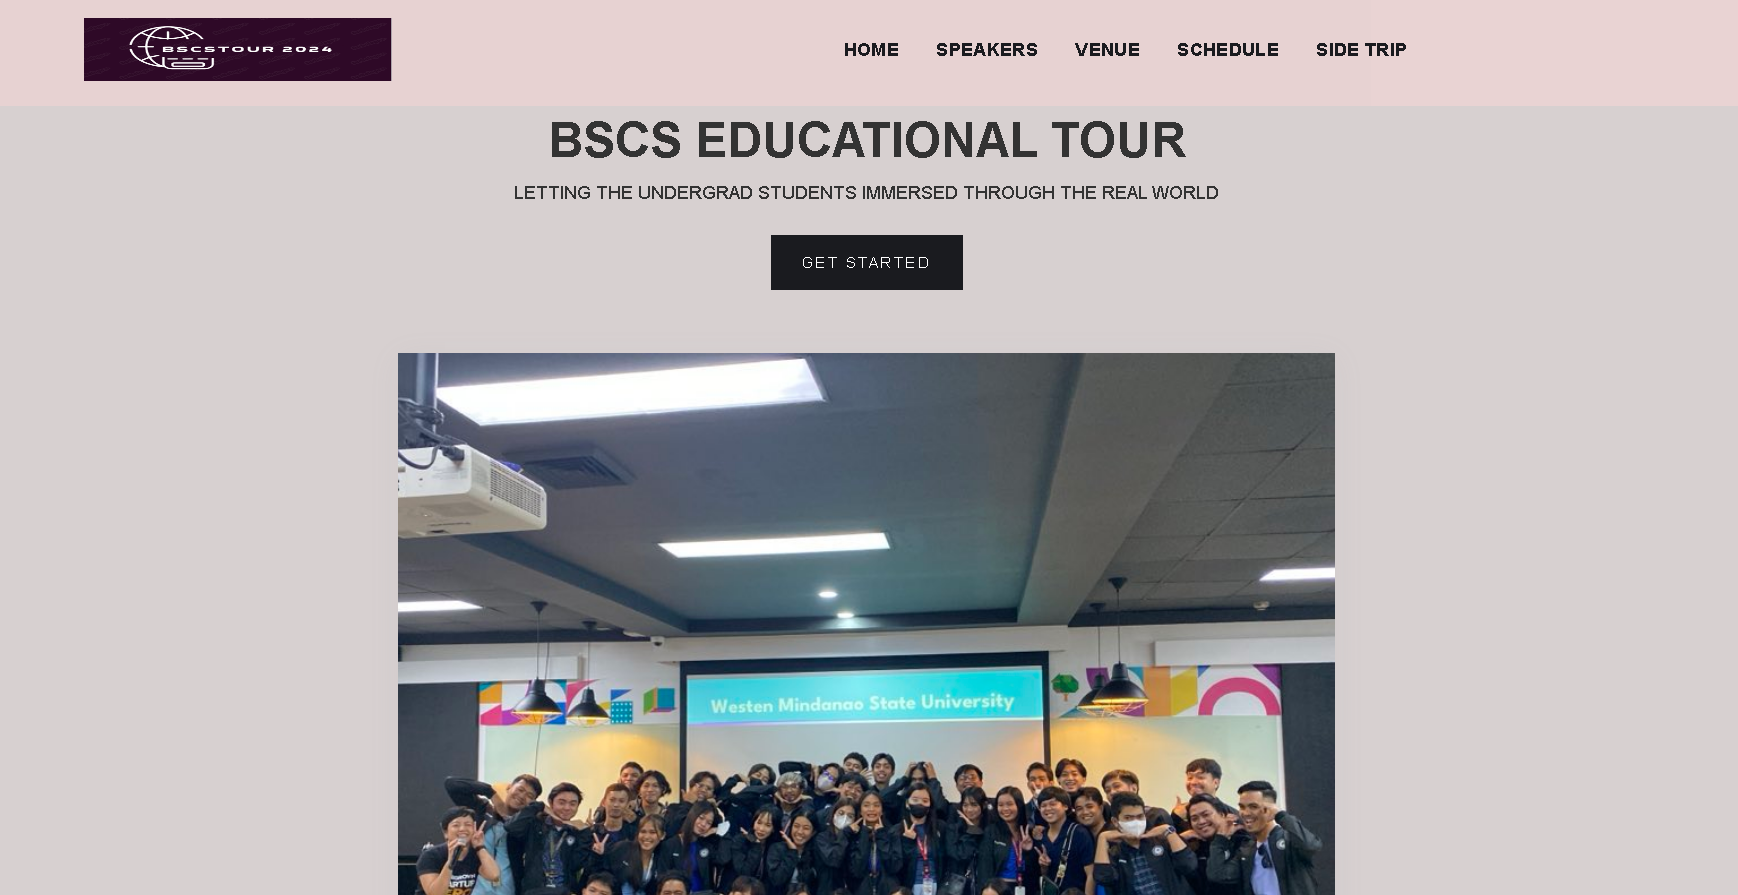 BSCSTOUR 2024
HOME SPEAKERS VENUE SCHEDULE SIDE TRIP
BSCS EDUCATIONAL TOUR
LETTING THE UNDERGRAD STUDENTS IMMERSED THROUGH THE REAL WORLD
GET STARTED
Westen Mindanao State University